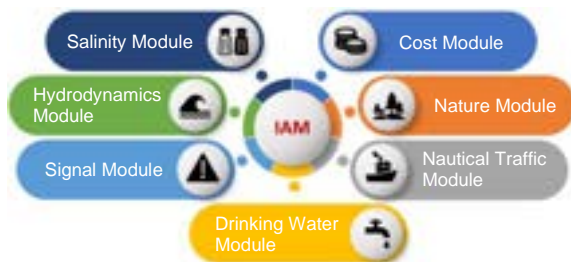 Salinity Module
Cost Module
Hydrodynamics
Module
Nature Module
IAM
Signal Module
Nautical Traffic
Module
Drinking Water
Module